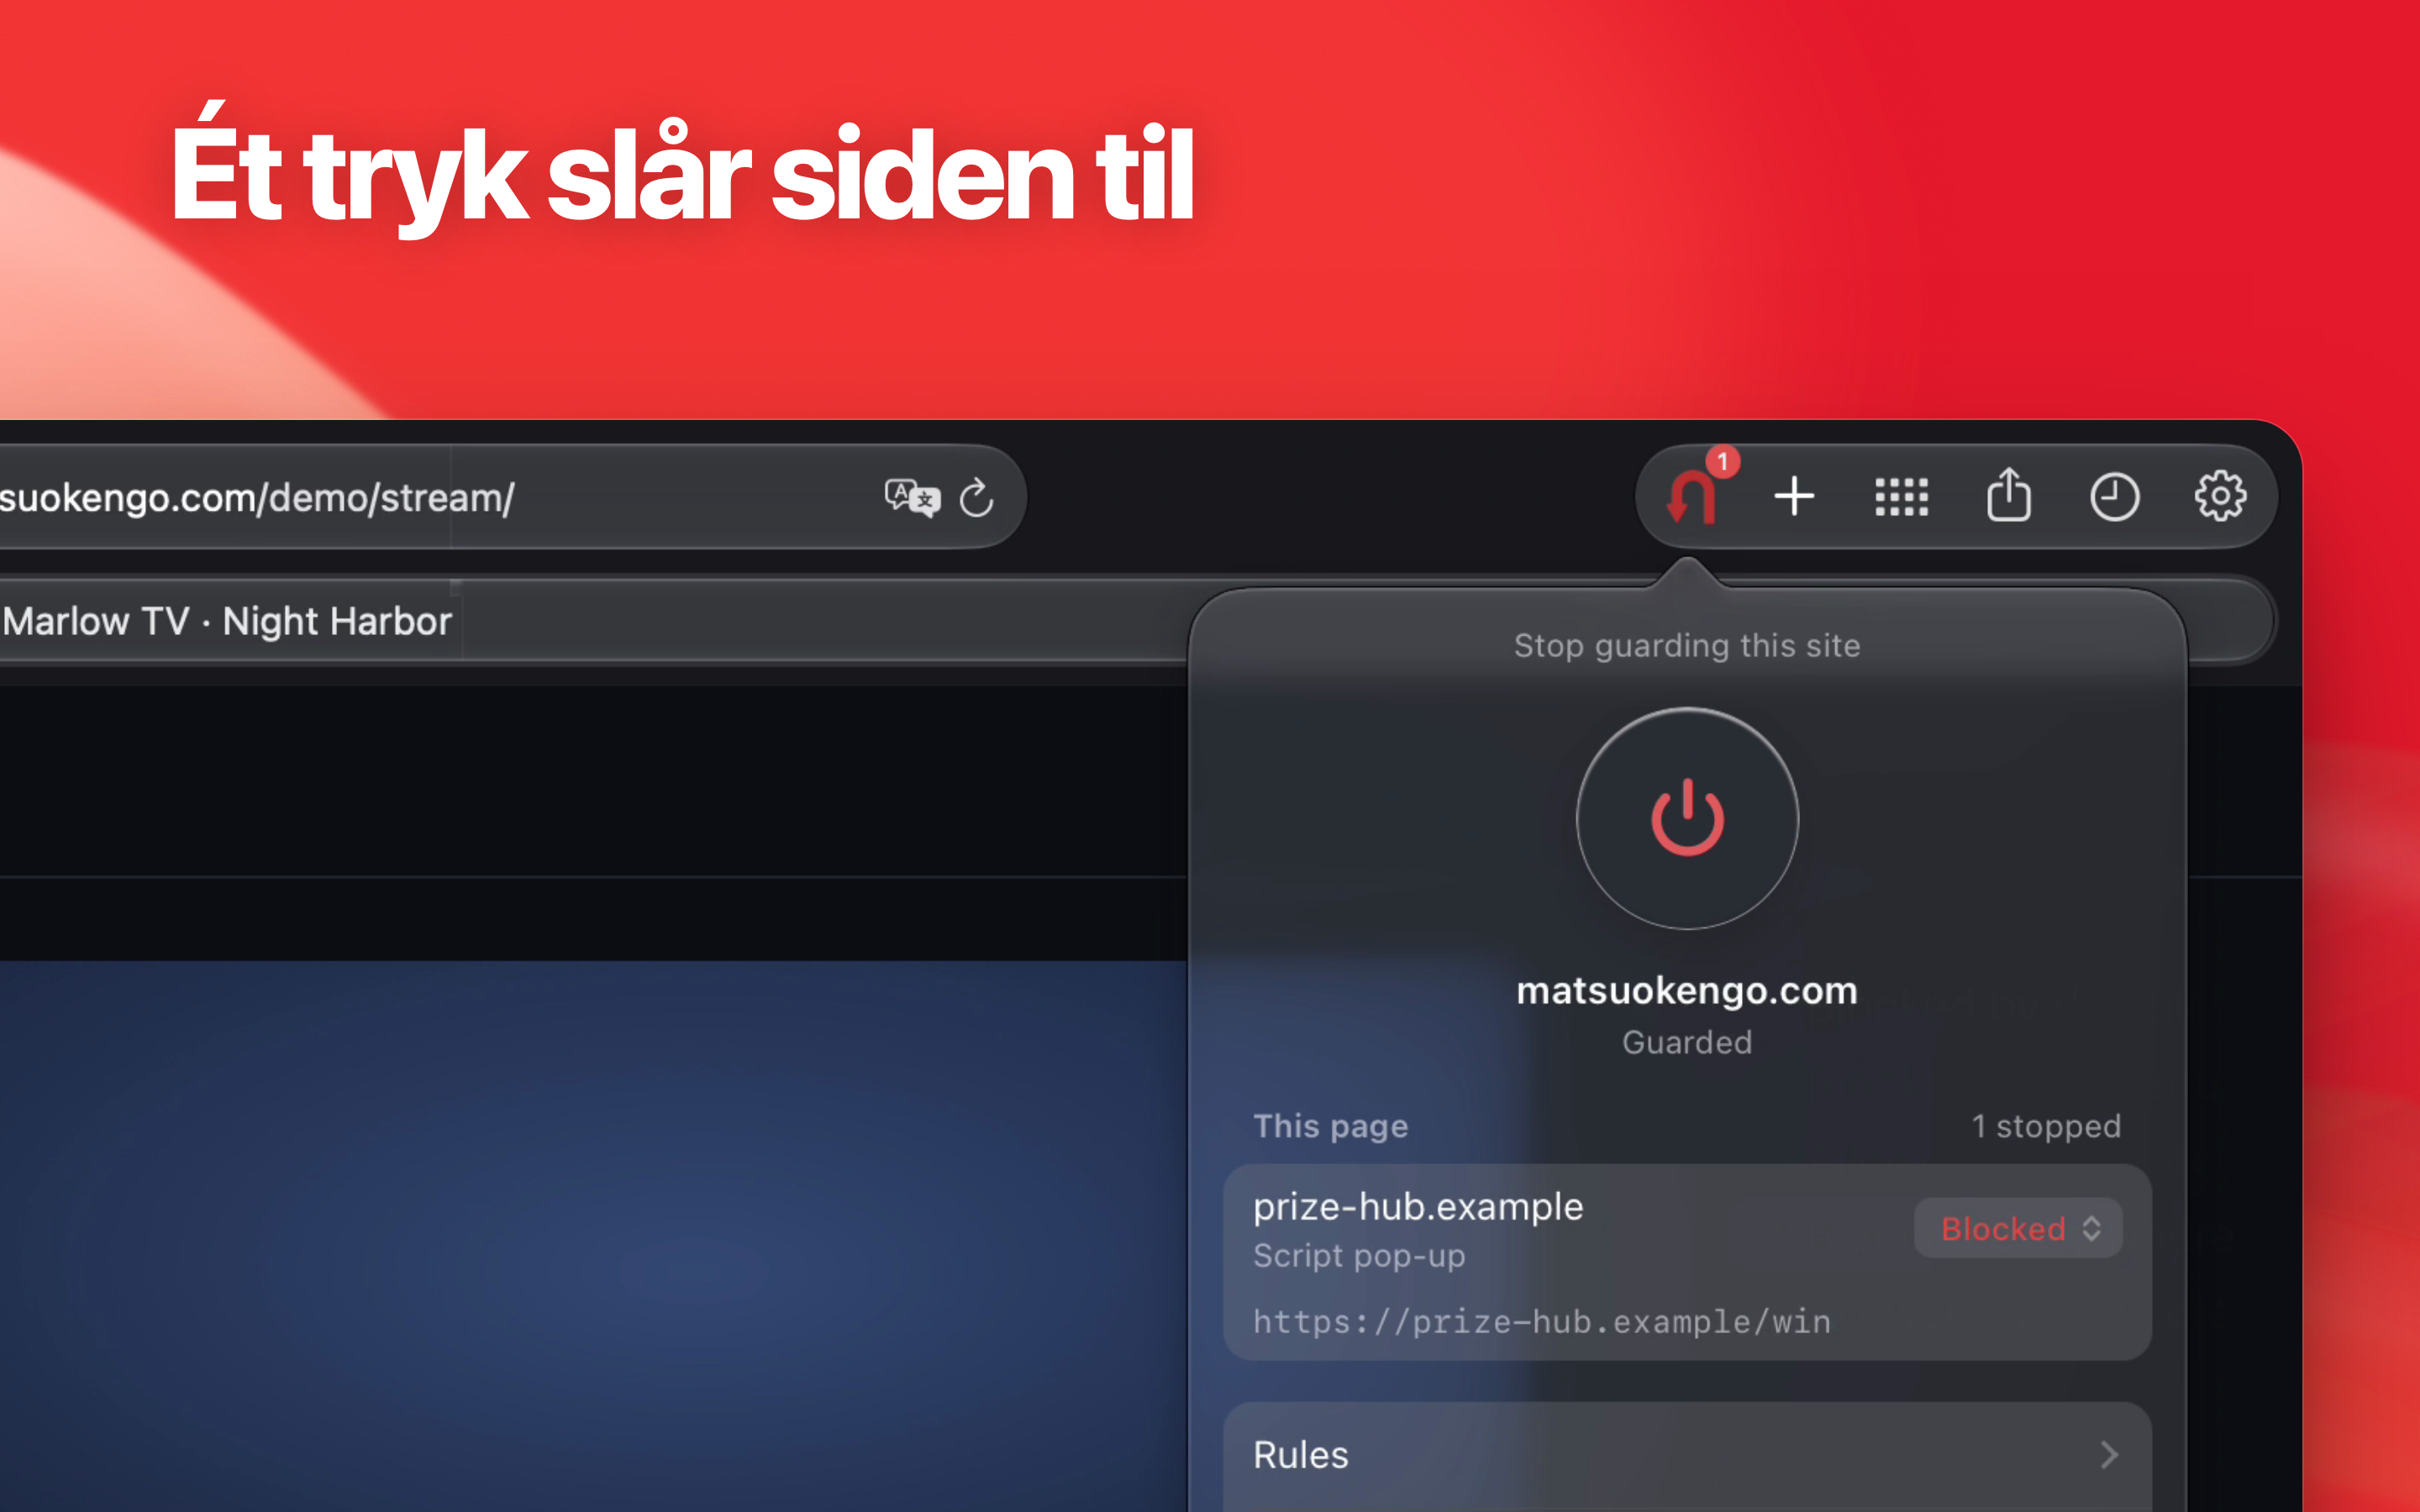 Ét tryk slår siden til
suokengo.com/demo/stream/
1
Marlow TV · Night Harbor
Stop guarding this site
matsuokengo.com
Guarded
This page
1 stopped
prize-hub.example
Blocked
Script pop-up
https://prize-hub.example/win
Rules